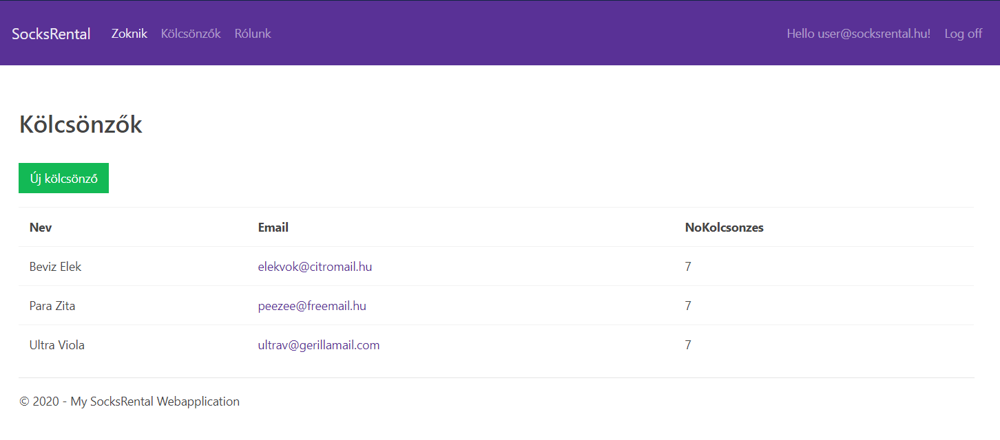 SocksRental Zoknik Kölcsönzők Rólunk Hello user@socksrental.hu! Log off
Kölcsönzők
Új kölcsönző
Nev Email NoKolcsonzes
Beviz Elek elekvok@citromail.hu 7
Para Zita peezee@freemail.hu 7
Ultra Viola ultrav@gerillamail.com 7
© 2020 - My SocksRental Webapplication